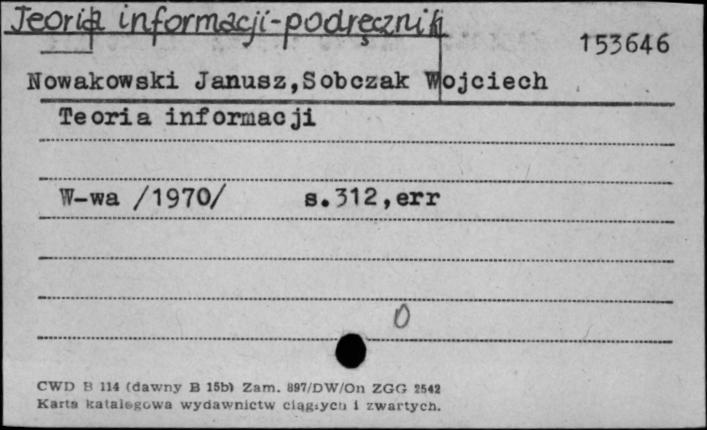 Teoria informacji-podręcznik
153646
Nowakowski Janusz,Sobczak Wojciech
Teoria informacji
W-wa /1970/ s.312,err
0
CWD B 114 (dawny B 15b) Zam. 897/DW/On ZGG 2542
Karta katalogowa wydawnictw ciągłych i zwartych.